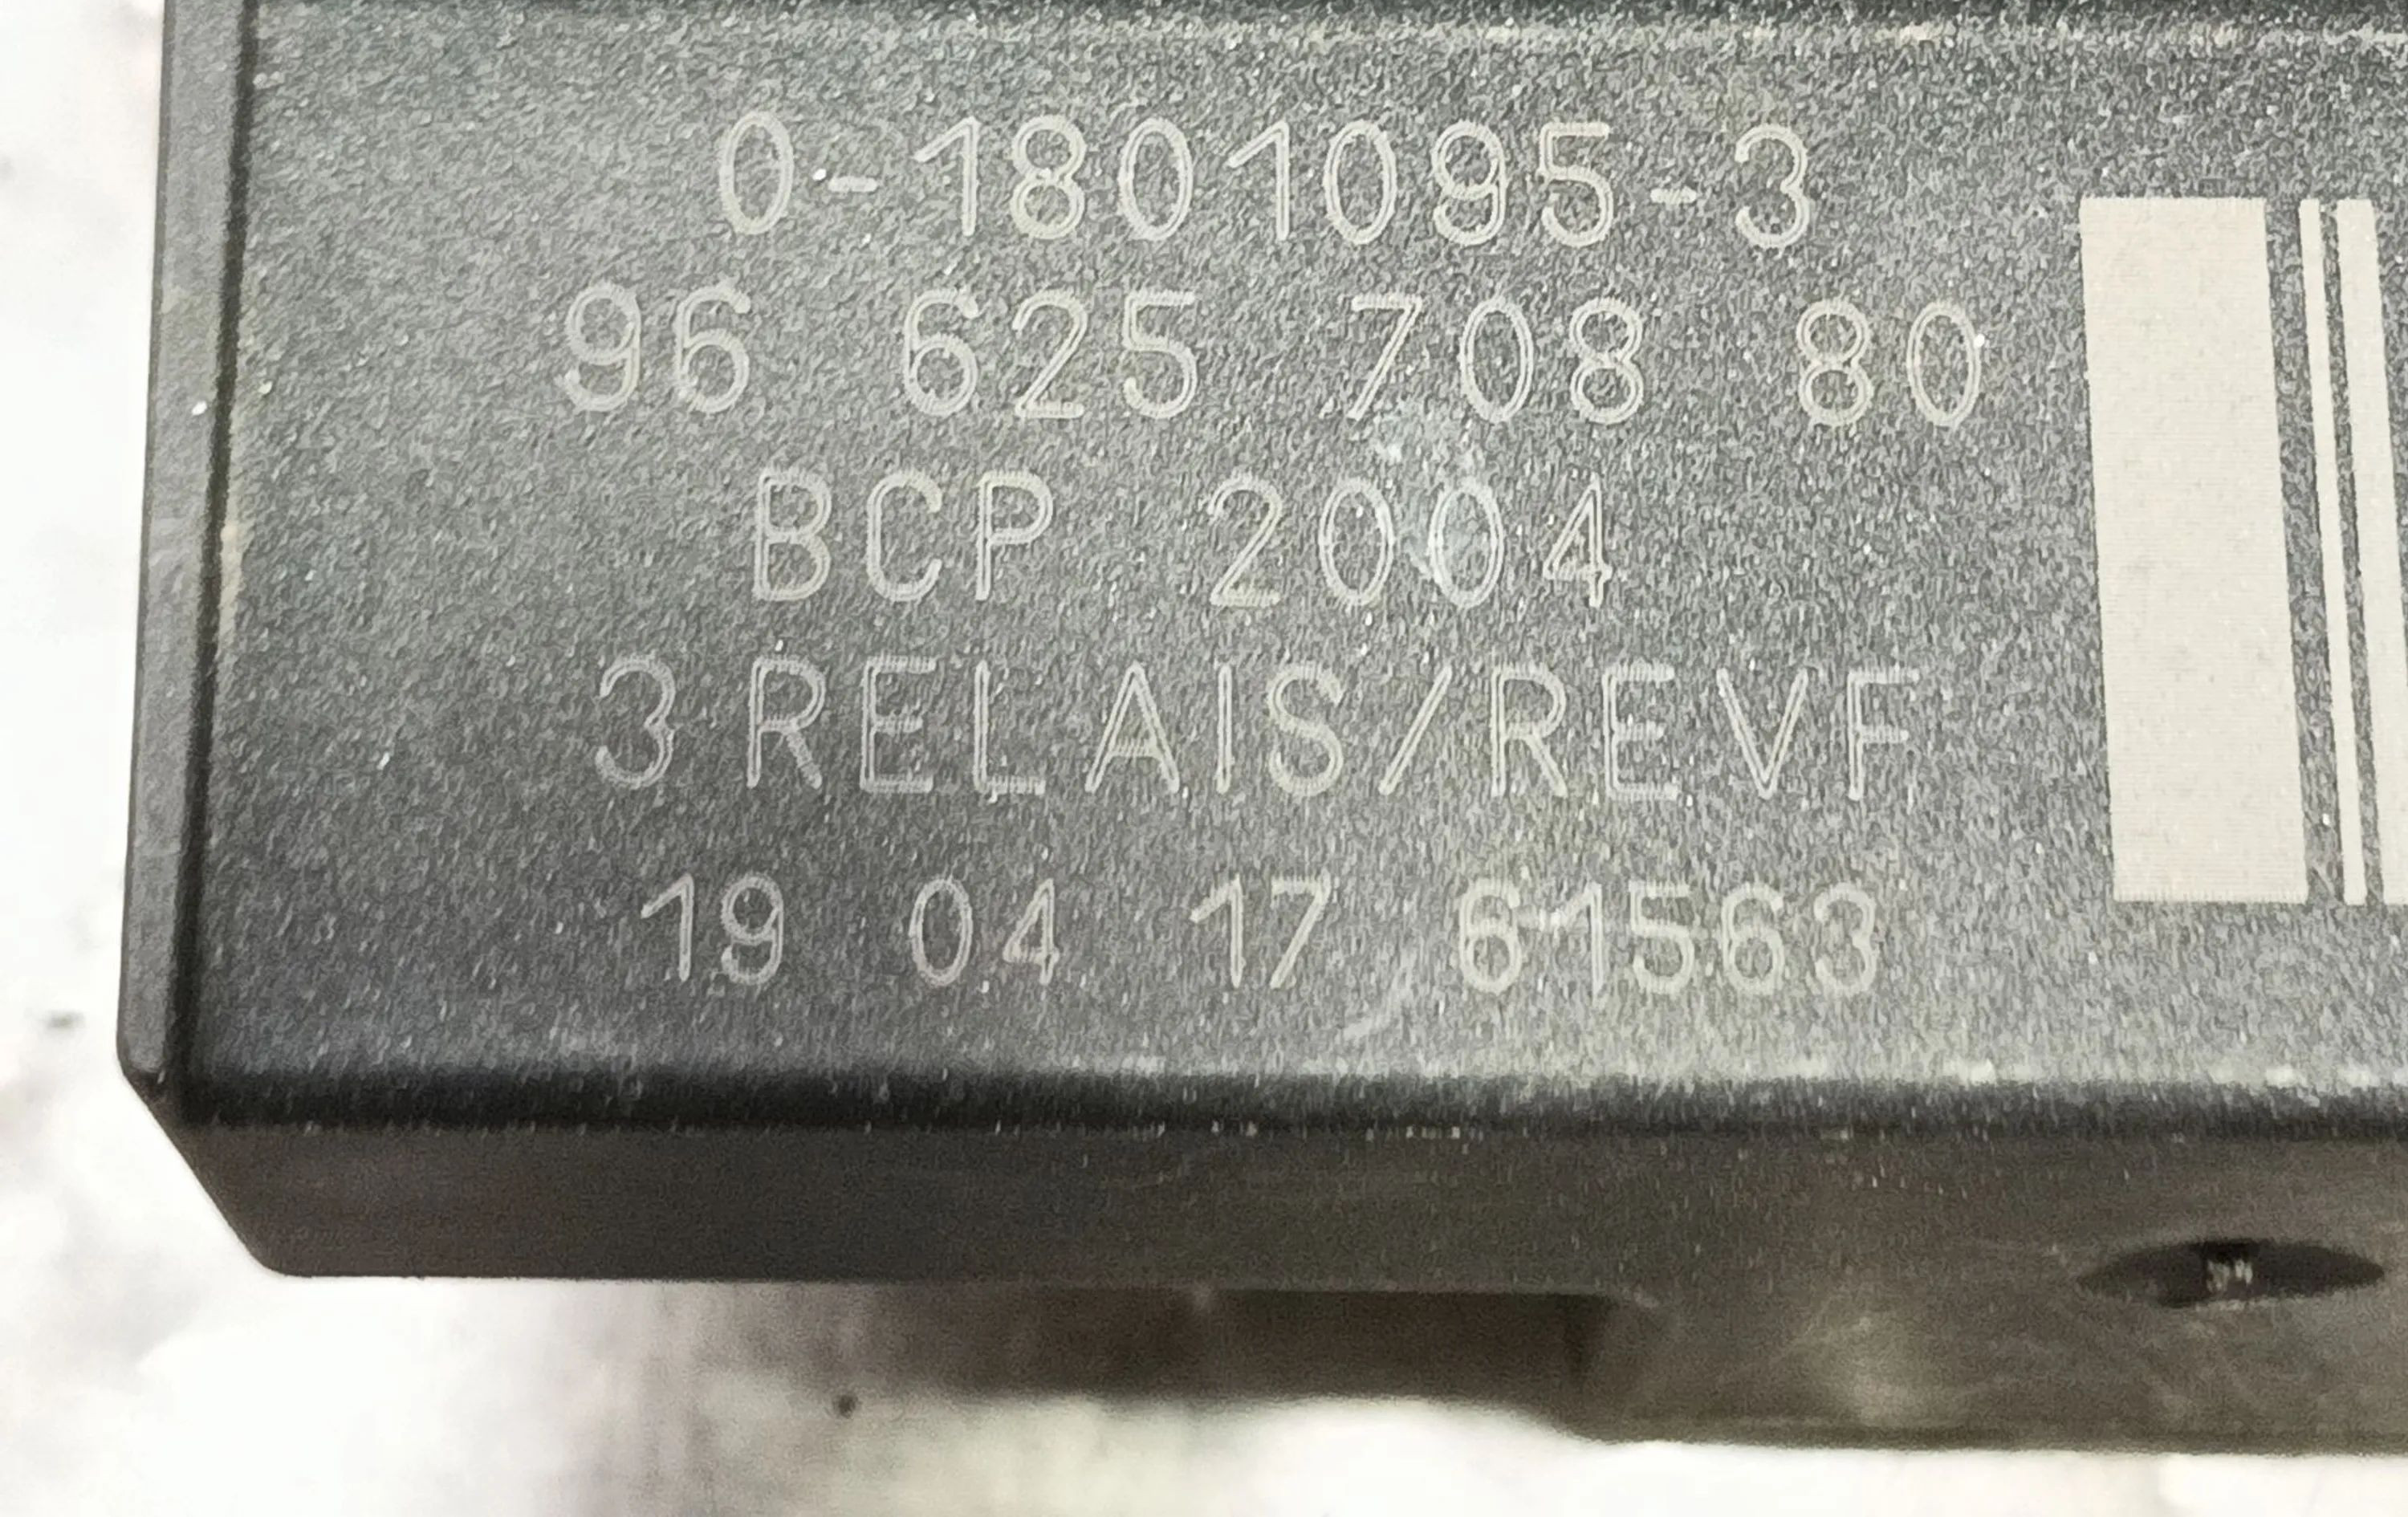 0-1801095-3
96 625 708 80
BCP 2004
3 RELAIS/REVF
19 04 17 61563